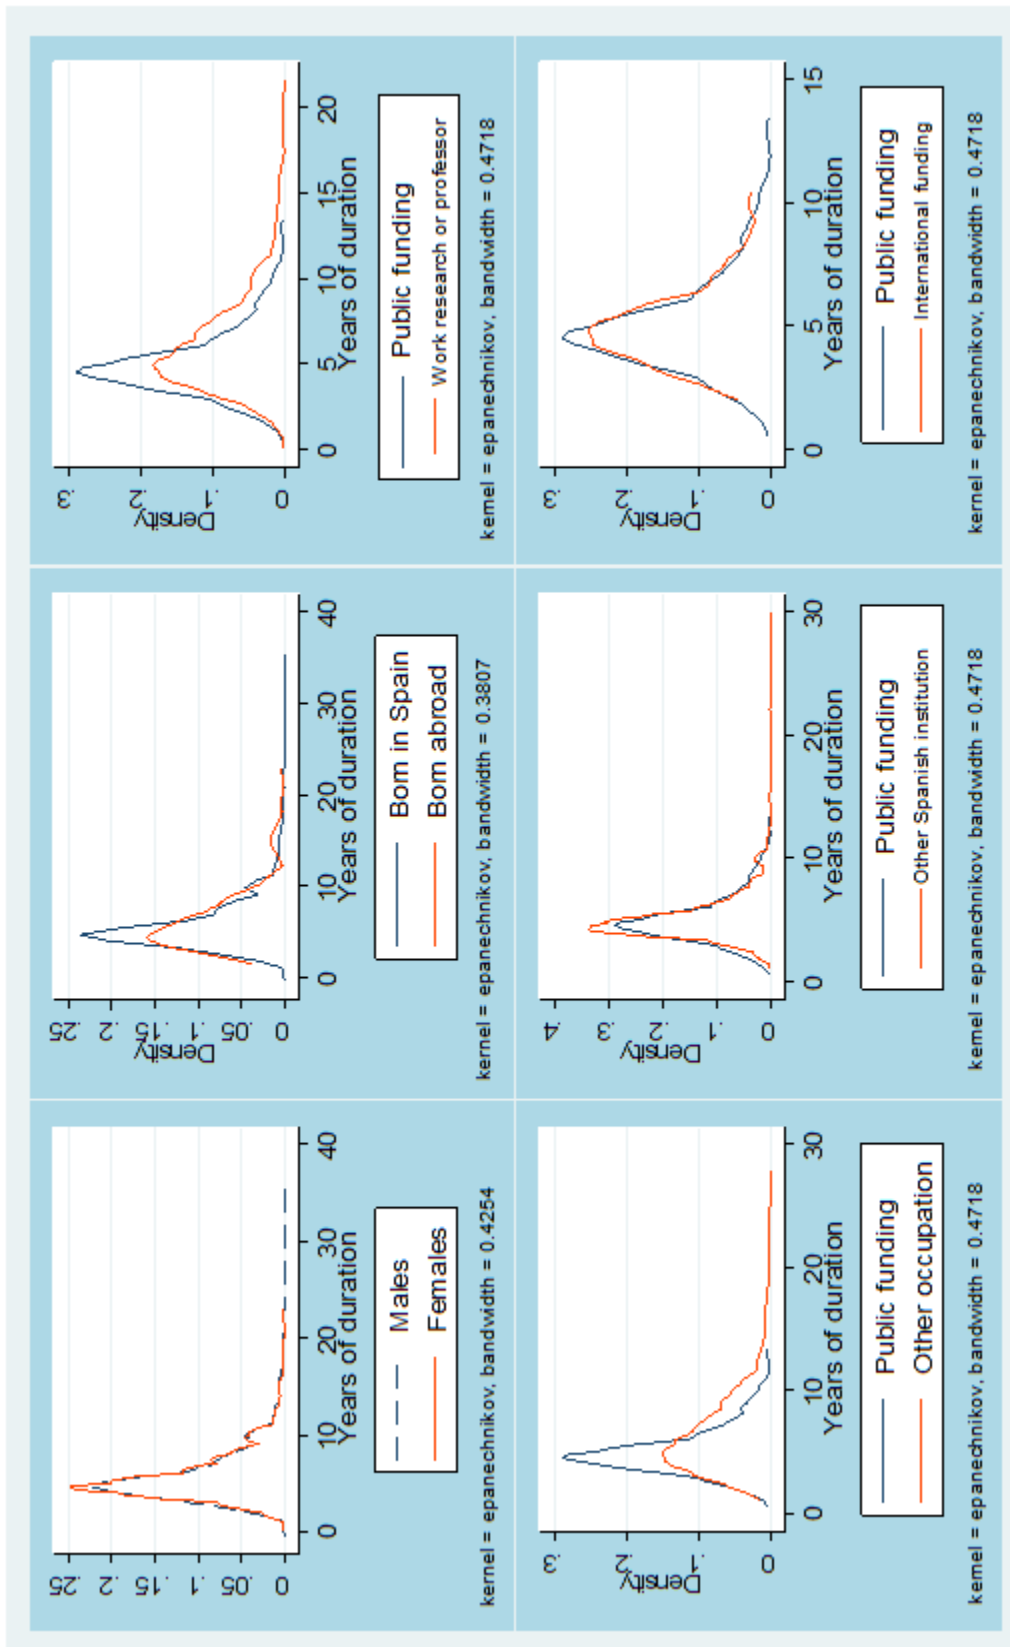 Density
.25
.2
.15
.1
.05
0
0 10 20 30 40
Years of duration
Males
Females
kernel = epanechnikov, bandwidth = 0.4254
Density
.25
.2
.15
.1
.05
0
0 10 20 30 40
Years of duration
Born in Spain
Born abroad
kernel = epanechnikov, bandwidth = 0.3807
Density
.3
.2
.1
0
0 5 10 15 20
Years of duration
Public funding
Work research or professor
kernel = epanechnikov, bandwidth = 0.4718
Density
.3
.2
.1
0
0 10 20 30
Years of duration
Public funding
Other occupation
kernel = epanechnikov, bandwidth = 0.4718
Density
.4
.3
.2
.1
0
0 10 20 30
Years of duration
Public funding
Other Spanish institution
kernel = epanechnikov, bandwidth = 0.4718
Density
.3
.2
.1
0
0 5 10 15
Years of duration
Public funding
International funding
kernel = epanechnikov, bandwidth = 0.4718